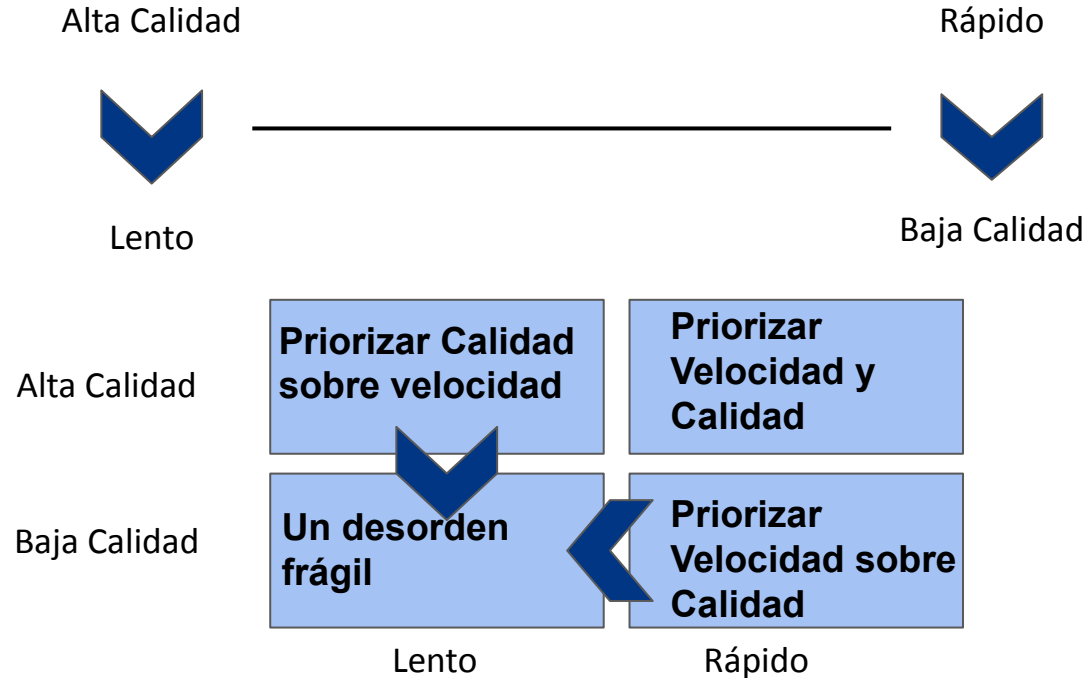 Alta Calidad
Rápido
Lento
Baja Calidad
Priorizar Calidad
sobre velocidad
Priorizar
Velocidad y
Calidad
Alta Calidad
Un desorden
frágil
Priorizar
Velocidad sobre
Calidad
Baja Calidad
Lento
Rápido